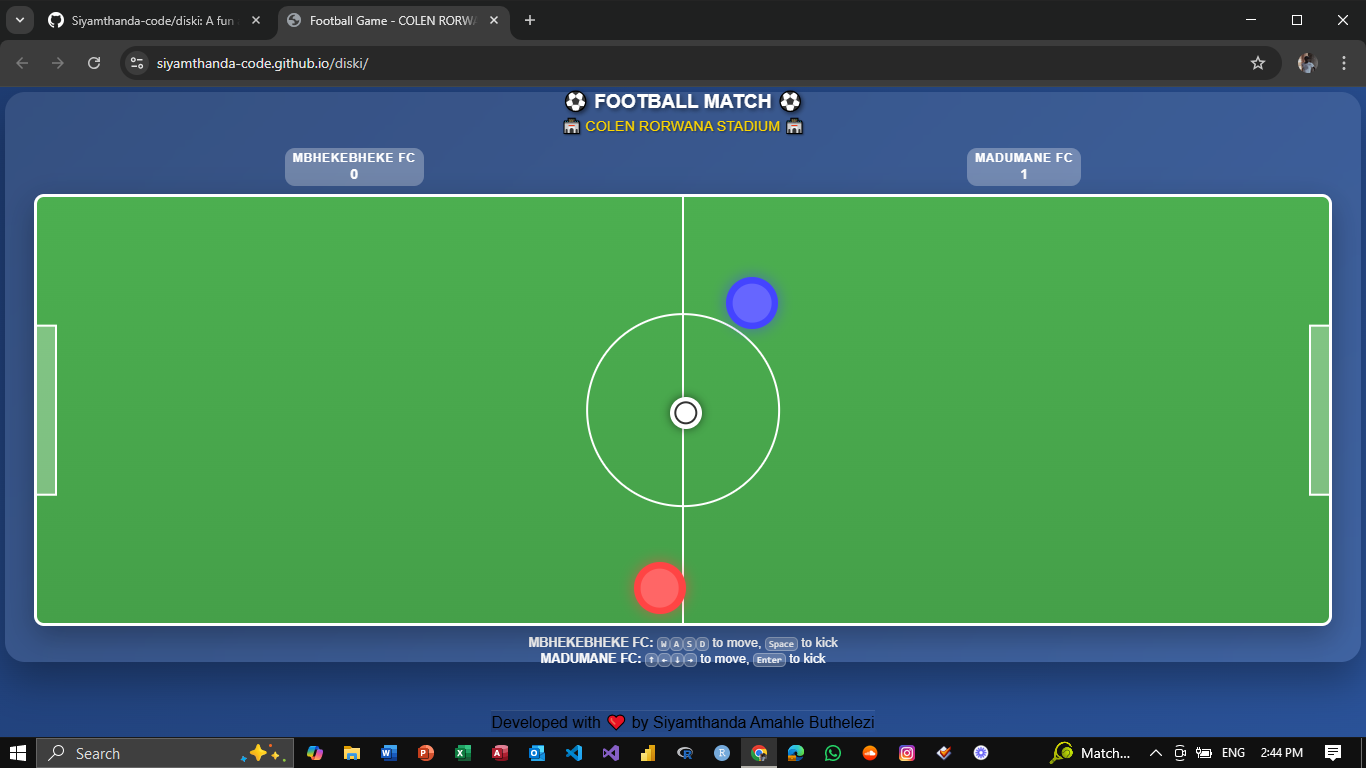 Siyamthanda-code/diski: A fun
Football Game - COLEN RORWA
siyamthanda-code.github.io/diski/
⚽ FOOTBALL MATCH ⚽
🏟 COLEN RORWANA STADIUM 🏟
MBHEKEBHEKE FC
0
MADUMANE FC
1
MBHEKEBHEKE FC: W A S D to move, Space to kick
MADUMANE FC: ↑ ← ↓ → to move, Enter to kick
Developed with ❤️ by Siyamthanda Amahle Buthelezi
Search
Match...
ENG
2:44 PM